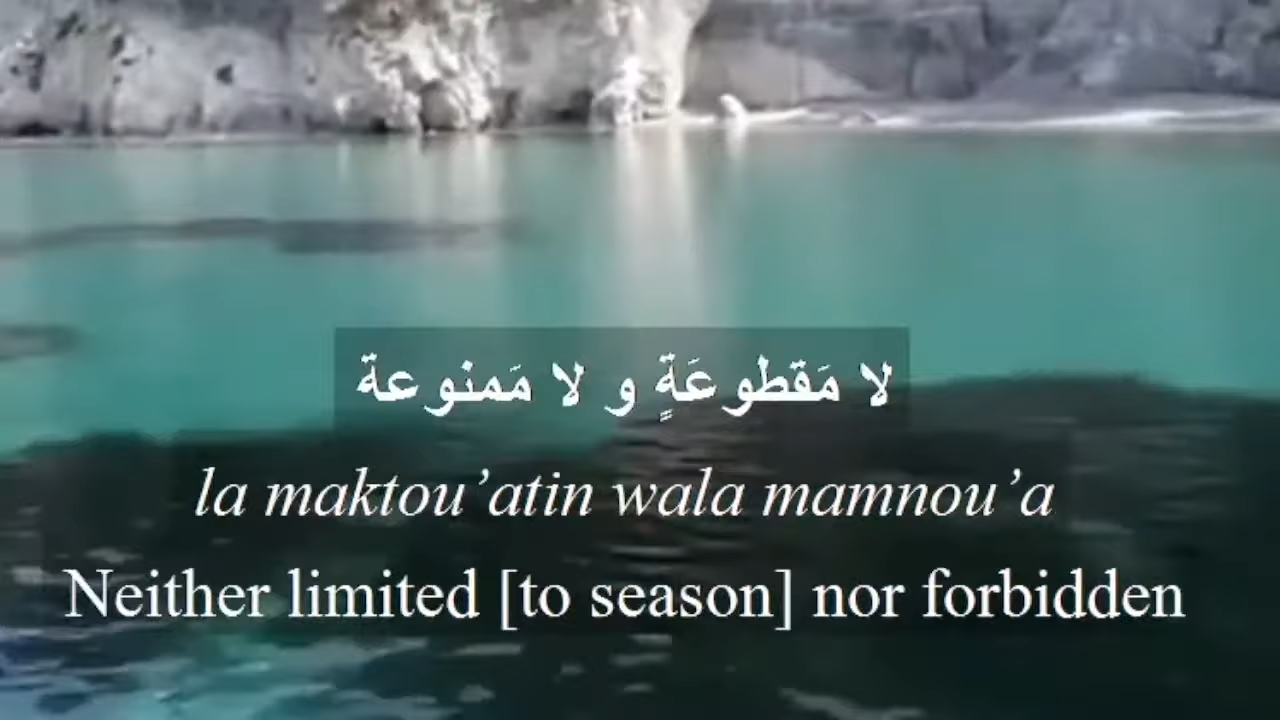 لا مَقطوعَةٍ و لا مَمنوعة
la maktou’atin wala mamnou’a
Neither limited [to season] nor forbidden